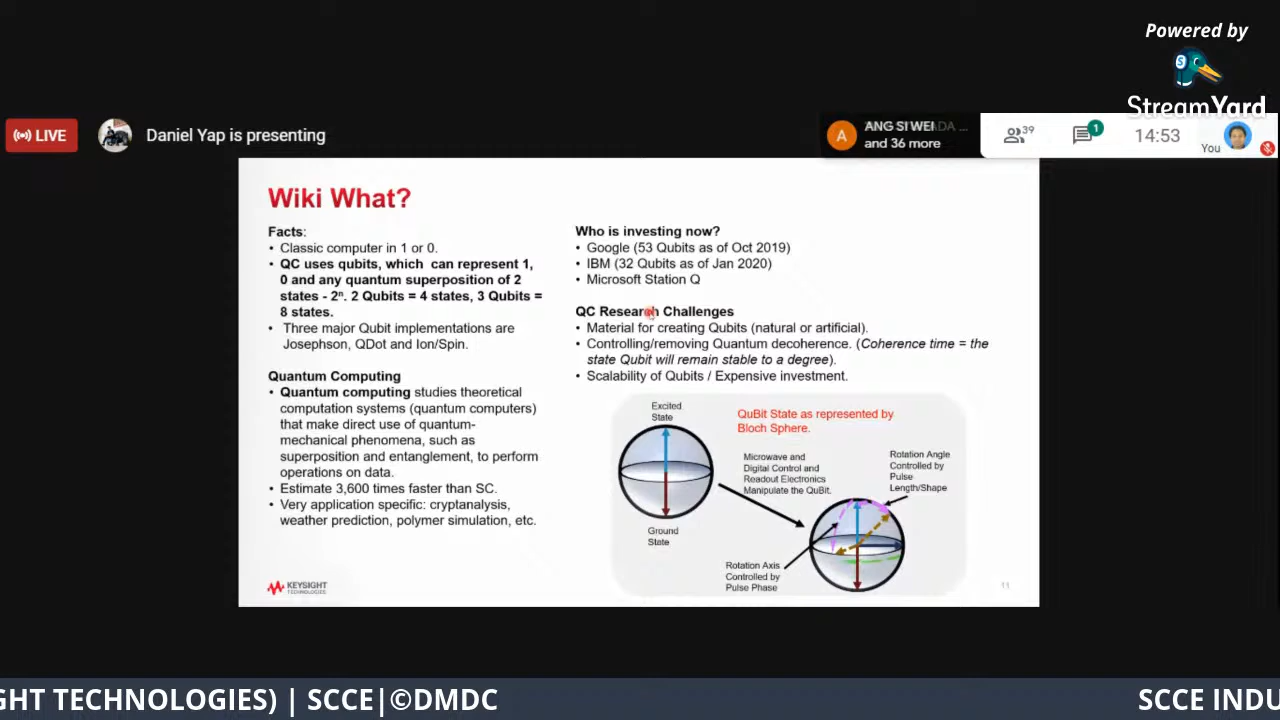 Powered by
StreamYard
LIVE
Daniel Yap is presenting
A
ANG SI WEI
and 36 more
39
1
14:53
You
Wiki What?
Facts:
• Classic computer in 1 or 0.
• QC uses qubits, which can represent 1,
0 and any quantum superposition of 2
states - 2ⁿ. 2 Qubits = 4 states, 3 Qubits =
8 states.
• Three major Qubit implementations are
Josephson, QDot and Ion/Spin.
Quantum Computing
• Quantum computing studies theoretical
computation systems (quantum computers)
that make direct use of quantum-
mechanical phenomena, such as
superposition and entanglement, to perform
operations on data.
• Estimate 3,600 times faster than SC.
• Very application specific: cryptanalysis,
weather prediction, polymer simulation, etc.
Who is investing now?
• Google (53 Qubits as of Oct 2019)
• IBM (32 Qubits as of Jan 2020)
• Microsoft Station Q
QC Research Challenges
• Material for creating Qubits (natural or artificial).
• Controlling/removing Quantum decoherence. (Coherence time = the
state Qubit will remain stable to a degree).
• Scalability of Qubits / Expensive investment.
Excited
State
Ground
State
QuBit State as represented by
Bloch Sphere.
Microwave and
Digital Control and
Readout Electronics
Manipulate the QuBit.
Rotation Angle
Controlled by
Pulse
Length/Shape
Rotation Axis
Controlled by
Pulse Phase
KEYSIGHT
TECHNOLOGIES
11
GHT TECHNOLOGIES) | SCCE|©DMDC
SCCE INDU